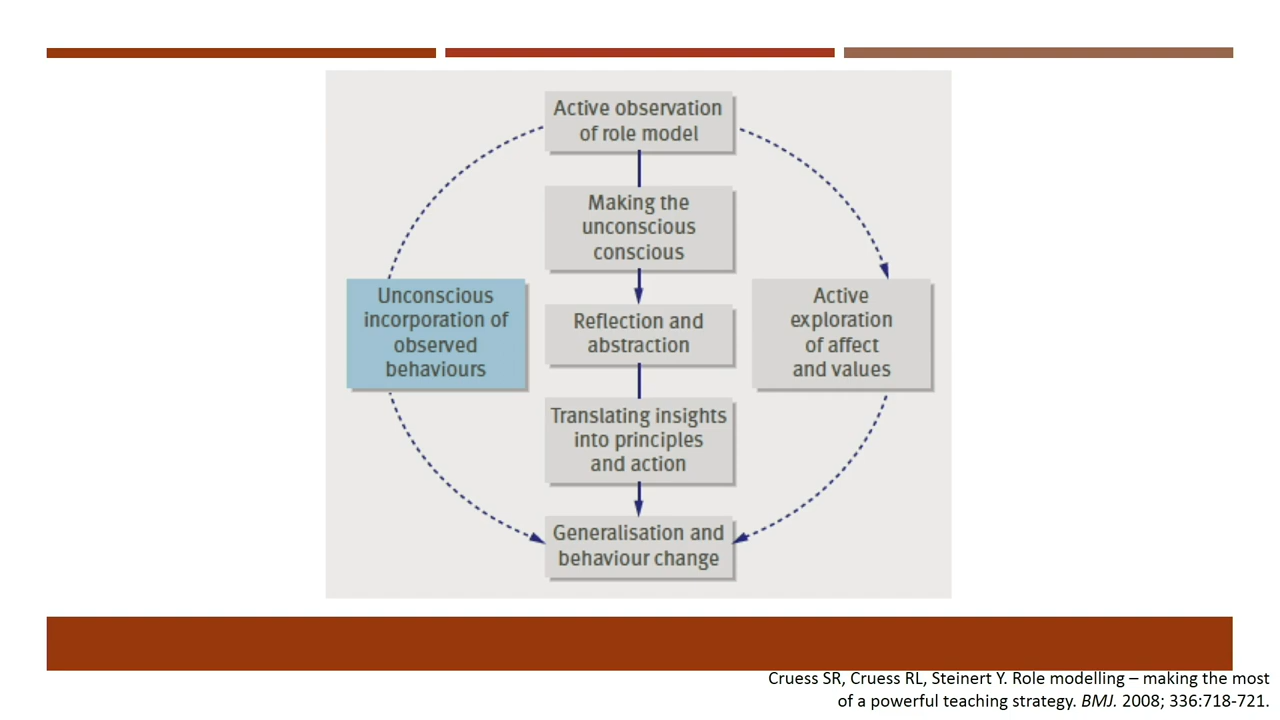 Active observation
of role model
Making the
unconscious
conscious
Unconscious
incorporation of
observed
behaviours
Reflection and
abstraction
Active
exploration
of affect
and values
Translating insights
into principles
and action
Generalisation and
behaviour change
Cruess SR, Cruess RL, Steinert Y. Role modelling – making the most
of a powerful teaching strategy. BMJ. 2008; 336:718-721.